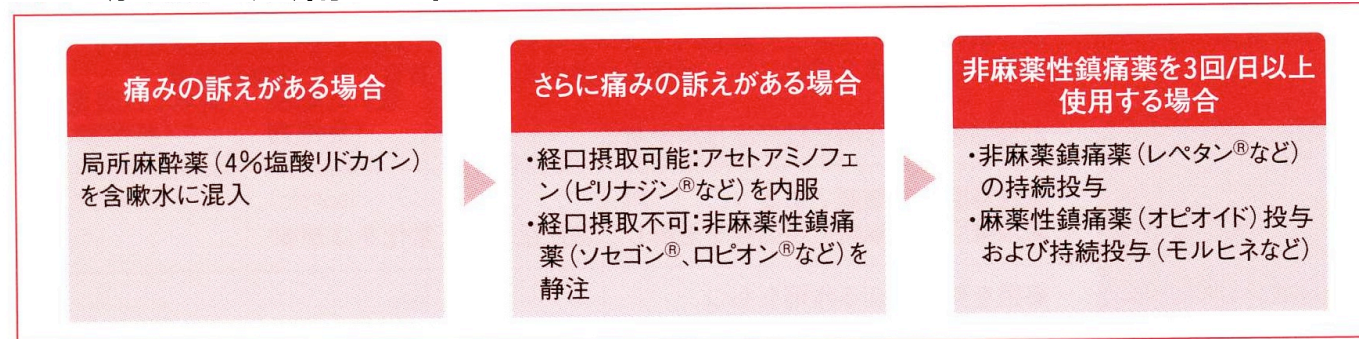 痛みの訴えがある場合
局所麻酔薬（4％塩酸リドカイン）
を含嗽水に混入
さらに痛みの訴えがある場合
・経口摂取可能：アセトアミノフェ
ン（ピリナジン®など）を内服
・経口摂取不可：非麻薬性鎮痛
薬（ソセゴン®、ロピオン®など）を
静注
非麻薬性鎮痛薬を3回/日以上
使用する場合
・非麻薬鎮痛薬（レペタン®など）
の持続投与
・麻薬性鎮痛薬（オピオイド）投与
および持続投与（モルヒネなど）